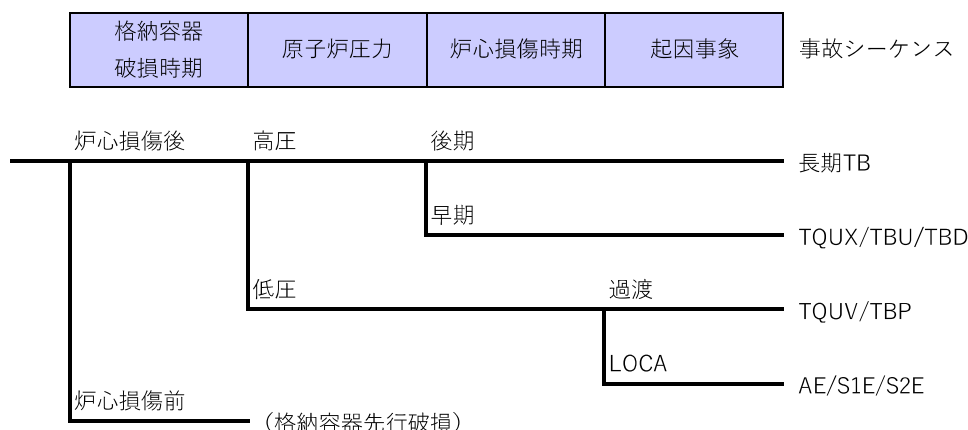 格納容器
破損時期
原子炉圧力
炉心損傷時期
起因事象
事故シーケンス
炉心損傷後
高圧
後期
長期TB
早期
TQUX/TBU/TBD
低圧
過渡
TQUV/TBP
LOCA
AE/S1E/S2E
炉心損傷前
（格納容器先行破損）